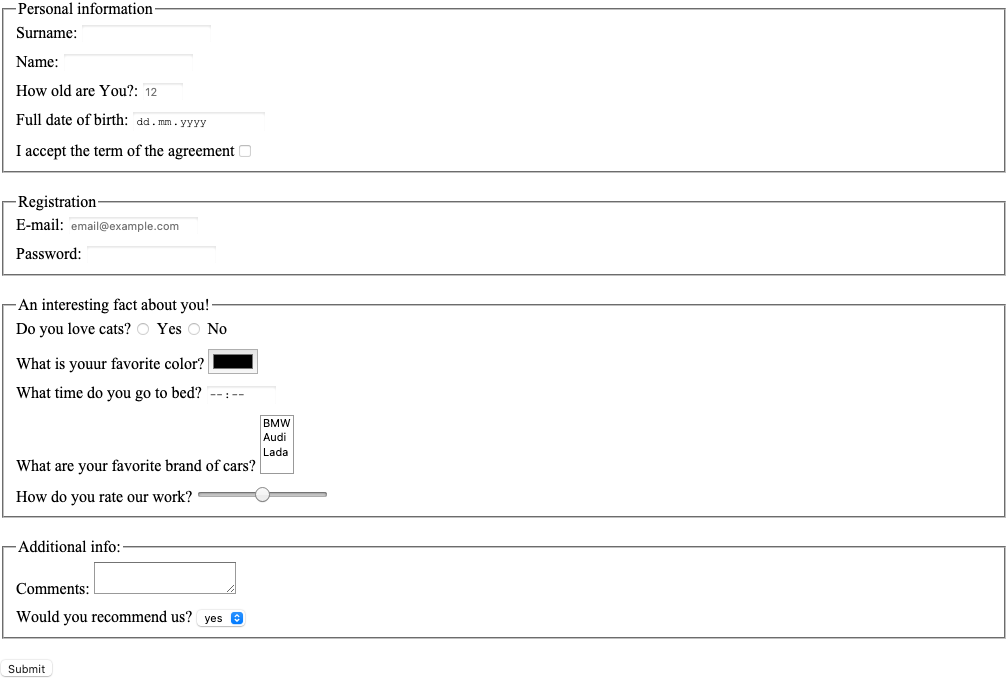 Personal information
Surname:
Name:
How old are You?: 12
Full date of birth: dd.mm.yyyy
I accept the term of the agreement
Registration
E-mail: email@example.com
Password:
An interesting fact about you!
Do you love cats? Yes No
What is youur favorite color?
What time do you go to bed? --:--
BMW
Audi
Lada
What are your favorite brand of cars?
How do you rate our work?
Additional info:
Comments:
Would you recommend us? yes
Submit